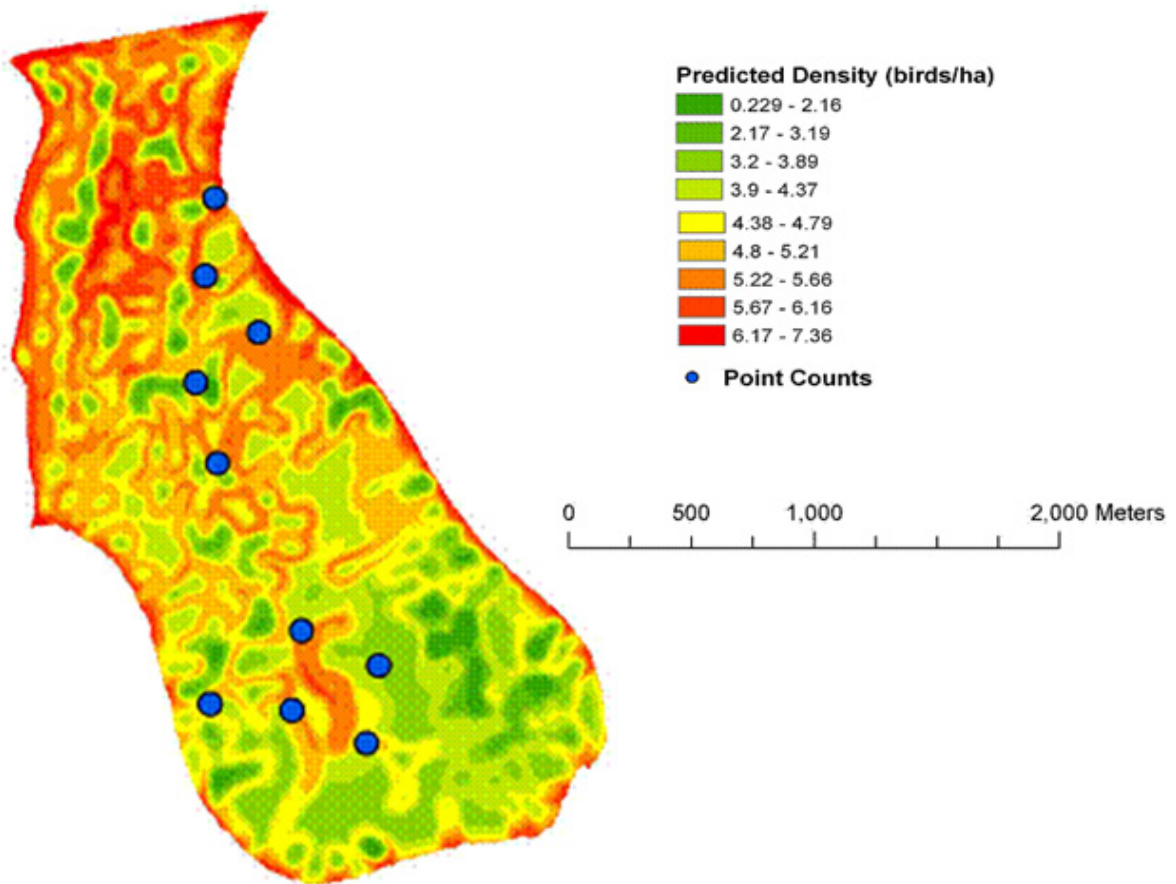 Predicted Density (birds/ha)
0.229 - 2.16
2.17 - 3.19
3.2 - 3.89
3.9 - 4.37
4.38 - 4.79
4.8 - 5.21
5.22 - 5.66
5.67 - 6.16
6.17 - 7.36
Point Counts
0 500 1,000 2,000 Meters